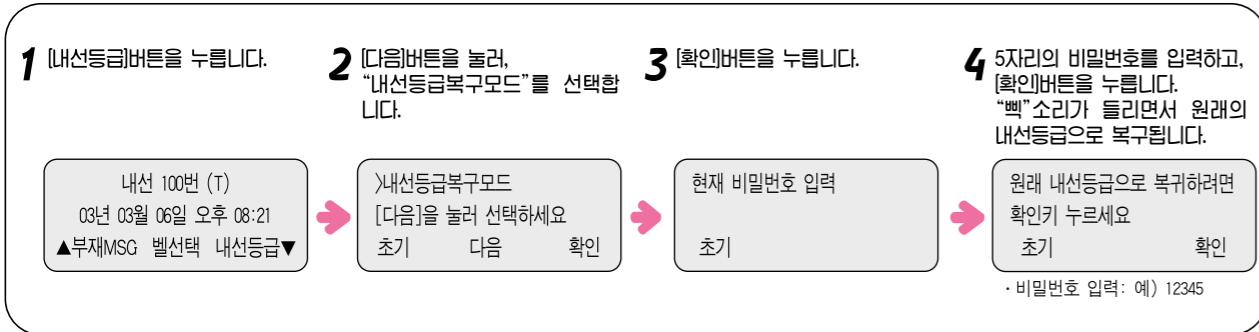 1 [내선등급]버튼을 누릅니다.
2 [다음]버튼을 눌러,
“내선등급복구모드”를 선택합
니다.
3 [확인]버튼을 누릅니다.
4 5자리의 비밀번호를 입력하고,
[확인]버튼을 누릅니다.
“삑”소리가 들리면서 원래의
내선등급으로 복구됩니다.
내선 100번 (T)
03년 03월 06일 오후 08:21
▲부재MSG 벨선택 내선등급▼
>내선등급복구모드
[다음]을 눌러 선택하세요
초기 다음 확인
현재 비밀번호 입력
초기
원래 내선등급으로 복귀하려면
확인키 누르세요
초기 확인
· 비밀번호 입력: 예) 12345